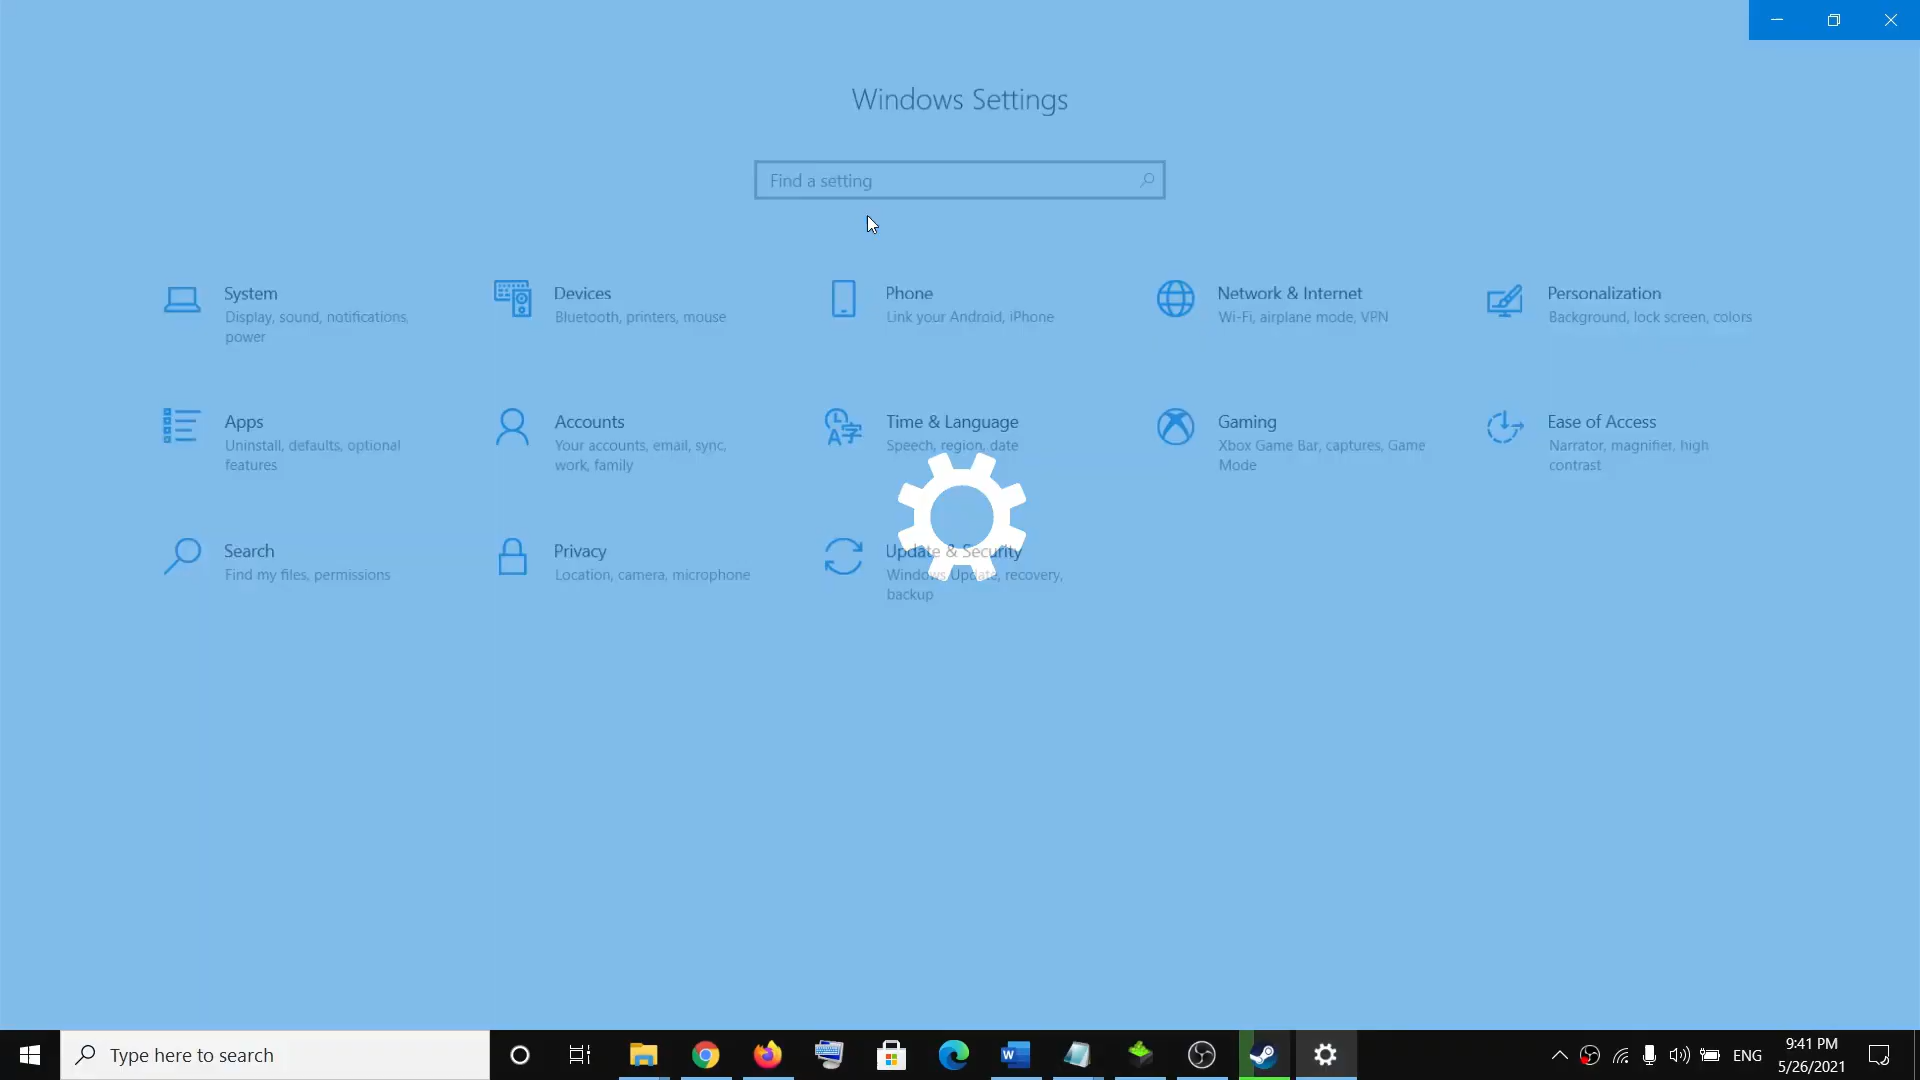 Windows Settings
Find a setting
System
Display, sound, notifications,
power
Devices
Bluetooth, printers, mouse
Phone
Link your Android, iPhone
Network & Internet
Wi-Fi, airplane mode, VPN
Personalization
Background, lock screen, colors
Apps
Uninstall, defaults, optional
features
Accounts
Your accounts, email, sync,
work, family
Time & Language
Speech, region, date
Gaming
Xbox Game Bar, captures, Game
Mode
Ease of Access
Narrator, magnifier, high
contrast
Search
Find my files, permissions
Privacy
Location, camera, microphone
Update & Security
Windows Update, recovery,
backup
Type here to search
ENG
9:41 PM
5/26/2021